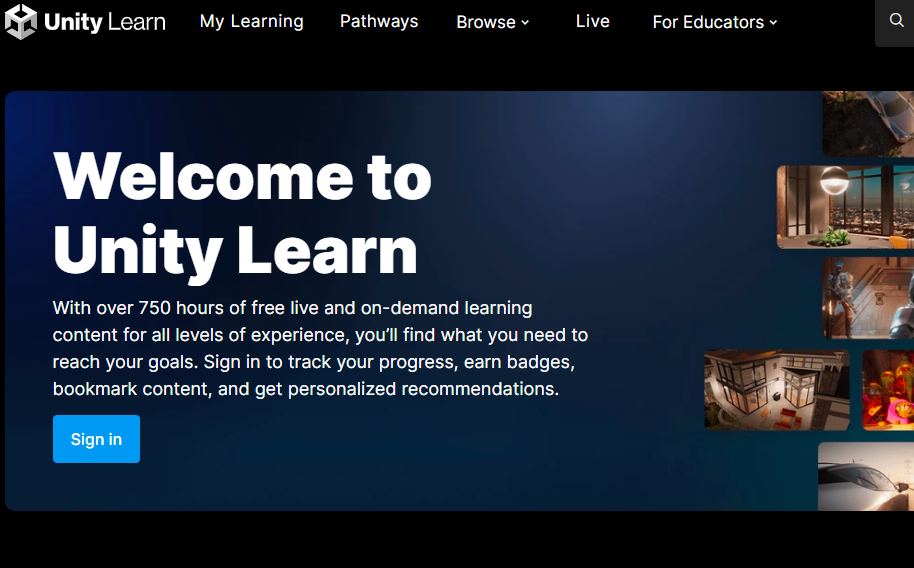 Unity Learn My Learning Pathways Browse Live For Educators
Welcome to
Unity Learn
With over 750 hours of free live and on-demand learning
content for all levels of experience, you’ll find what you need to
reach your goals. Sign in to track your progress, earn badges,
bookmark content, and get personalized recommendations.
Sign in